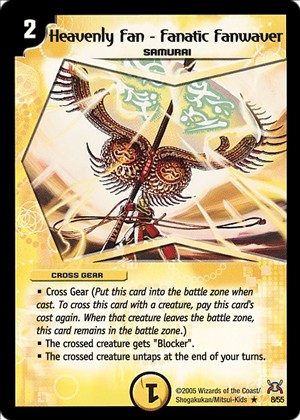 2
Heavenly Fan - Fanatic Fanwaver
SAMURAI
CROSS GEAR
▪ Cross Gear (Put this card into the battle zone when
cast. To cross this card with a creature, pay this card's
cost again. When that creature leaves the battle zone,
this card remains in the battle zone.)
▪ The crossed creature gets "Blocker".
▪ The crossed creature untaps at the end of your turns.
1
©2005 Wizards of the Coast/
Shogakukan/Mitsui-Kids ★ 8/55